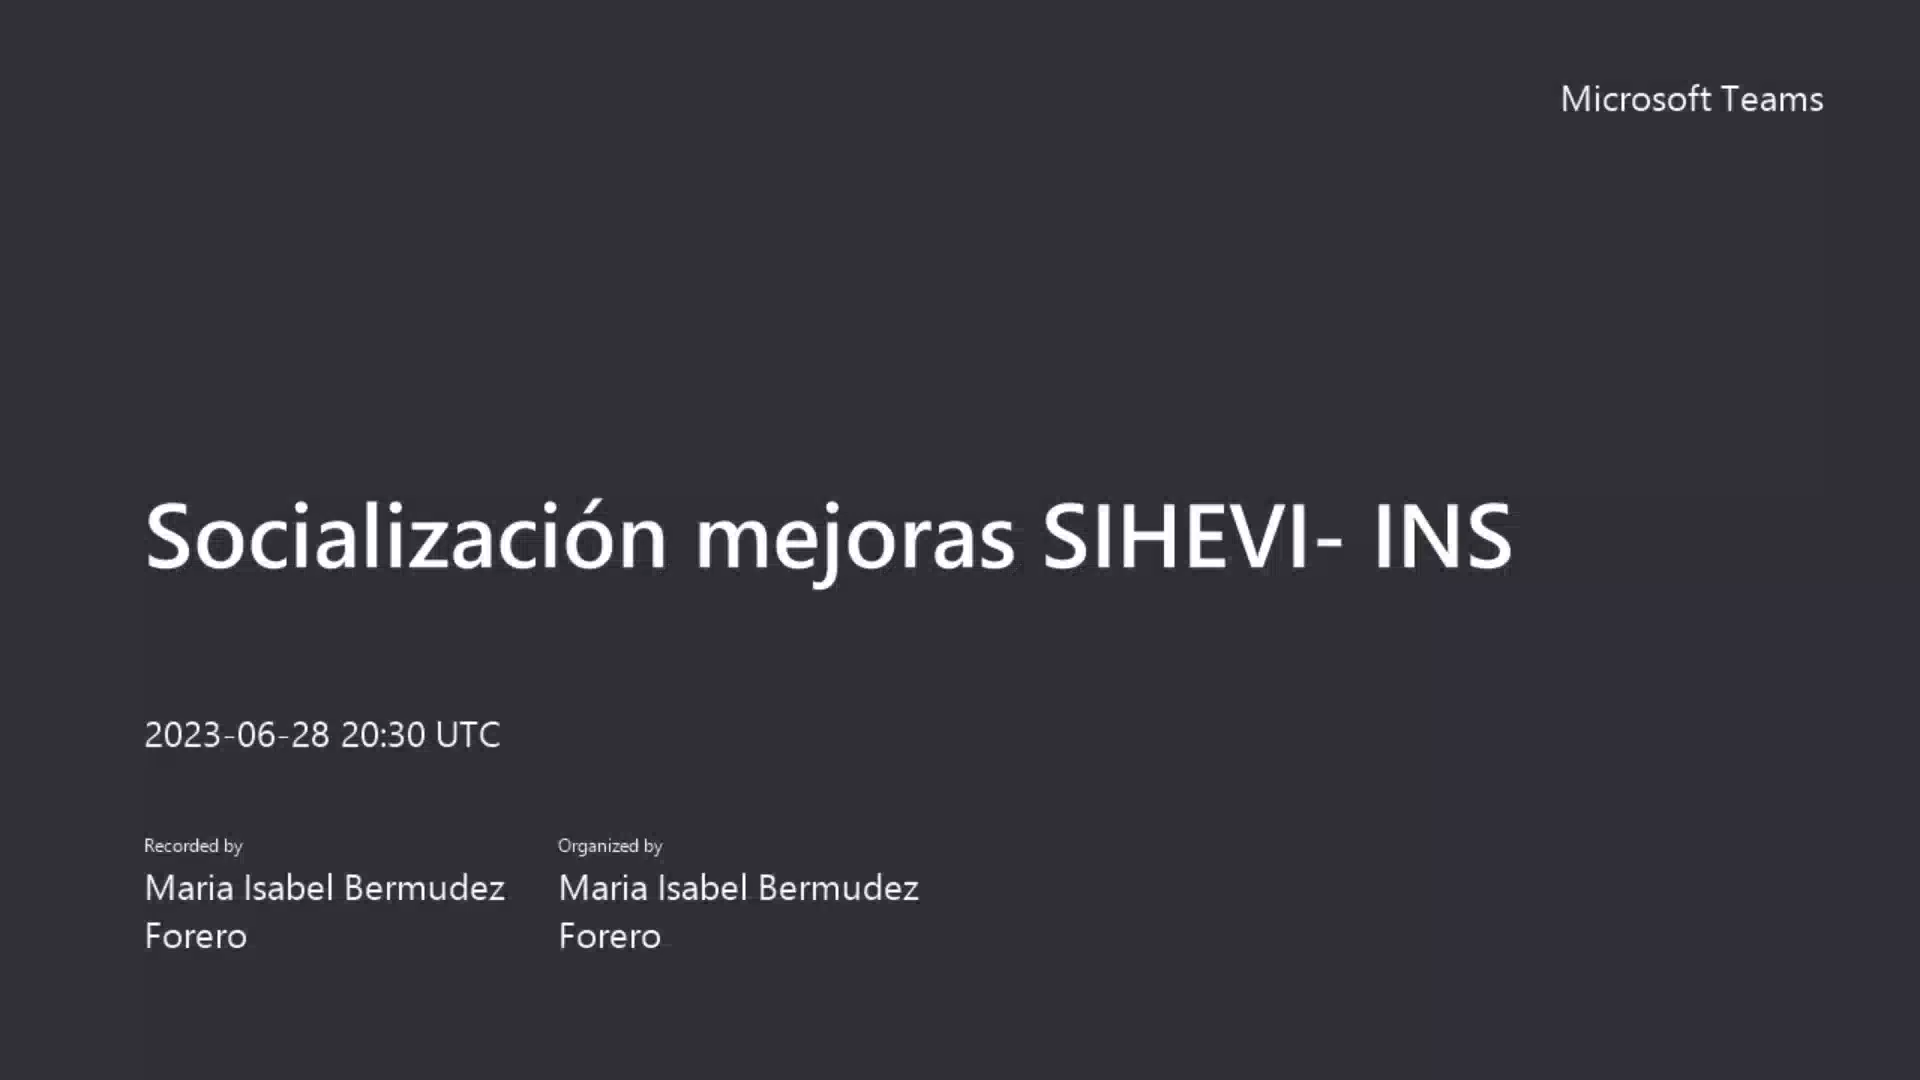 Microsoft Teams
Socialización mejoras SIHEVI- INS
2023-06-28 20:30 UTC
Recorded by
Maria Isabel Bermudez
Forero
Organized by
Maria Isabel Bermudez
Forero